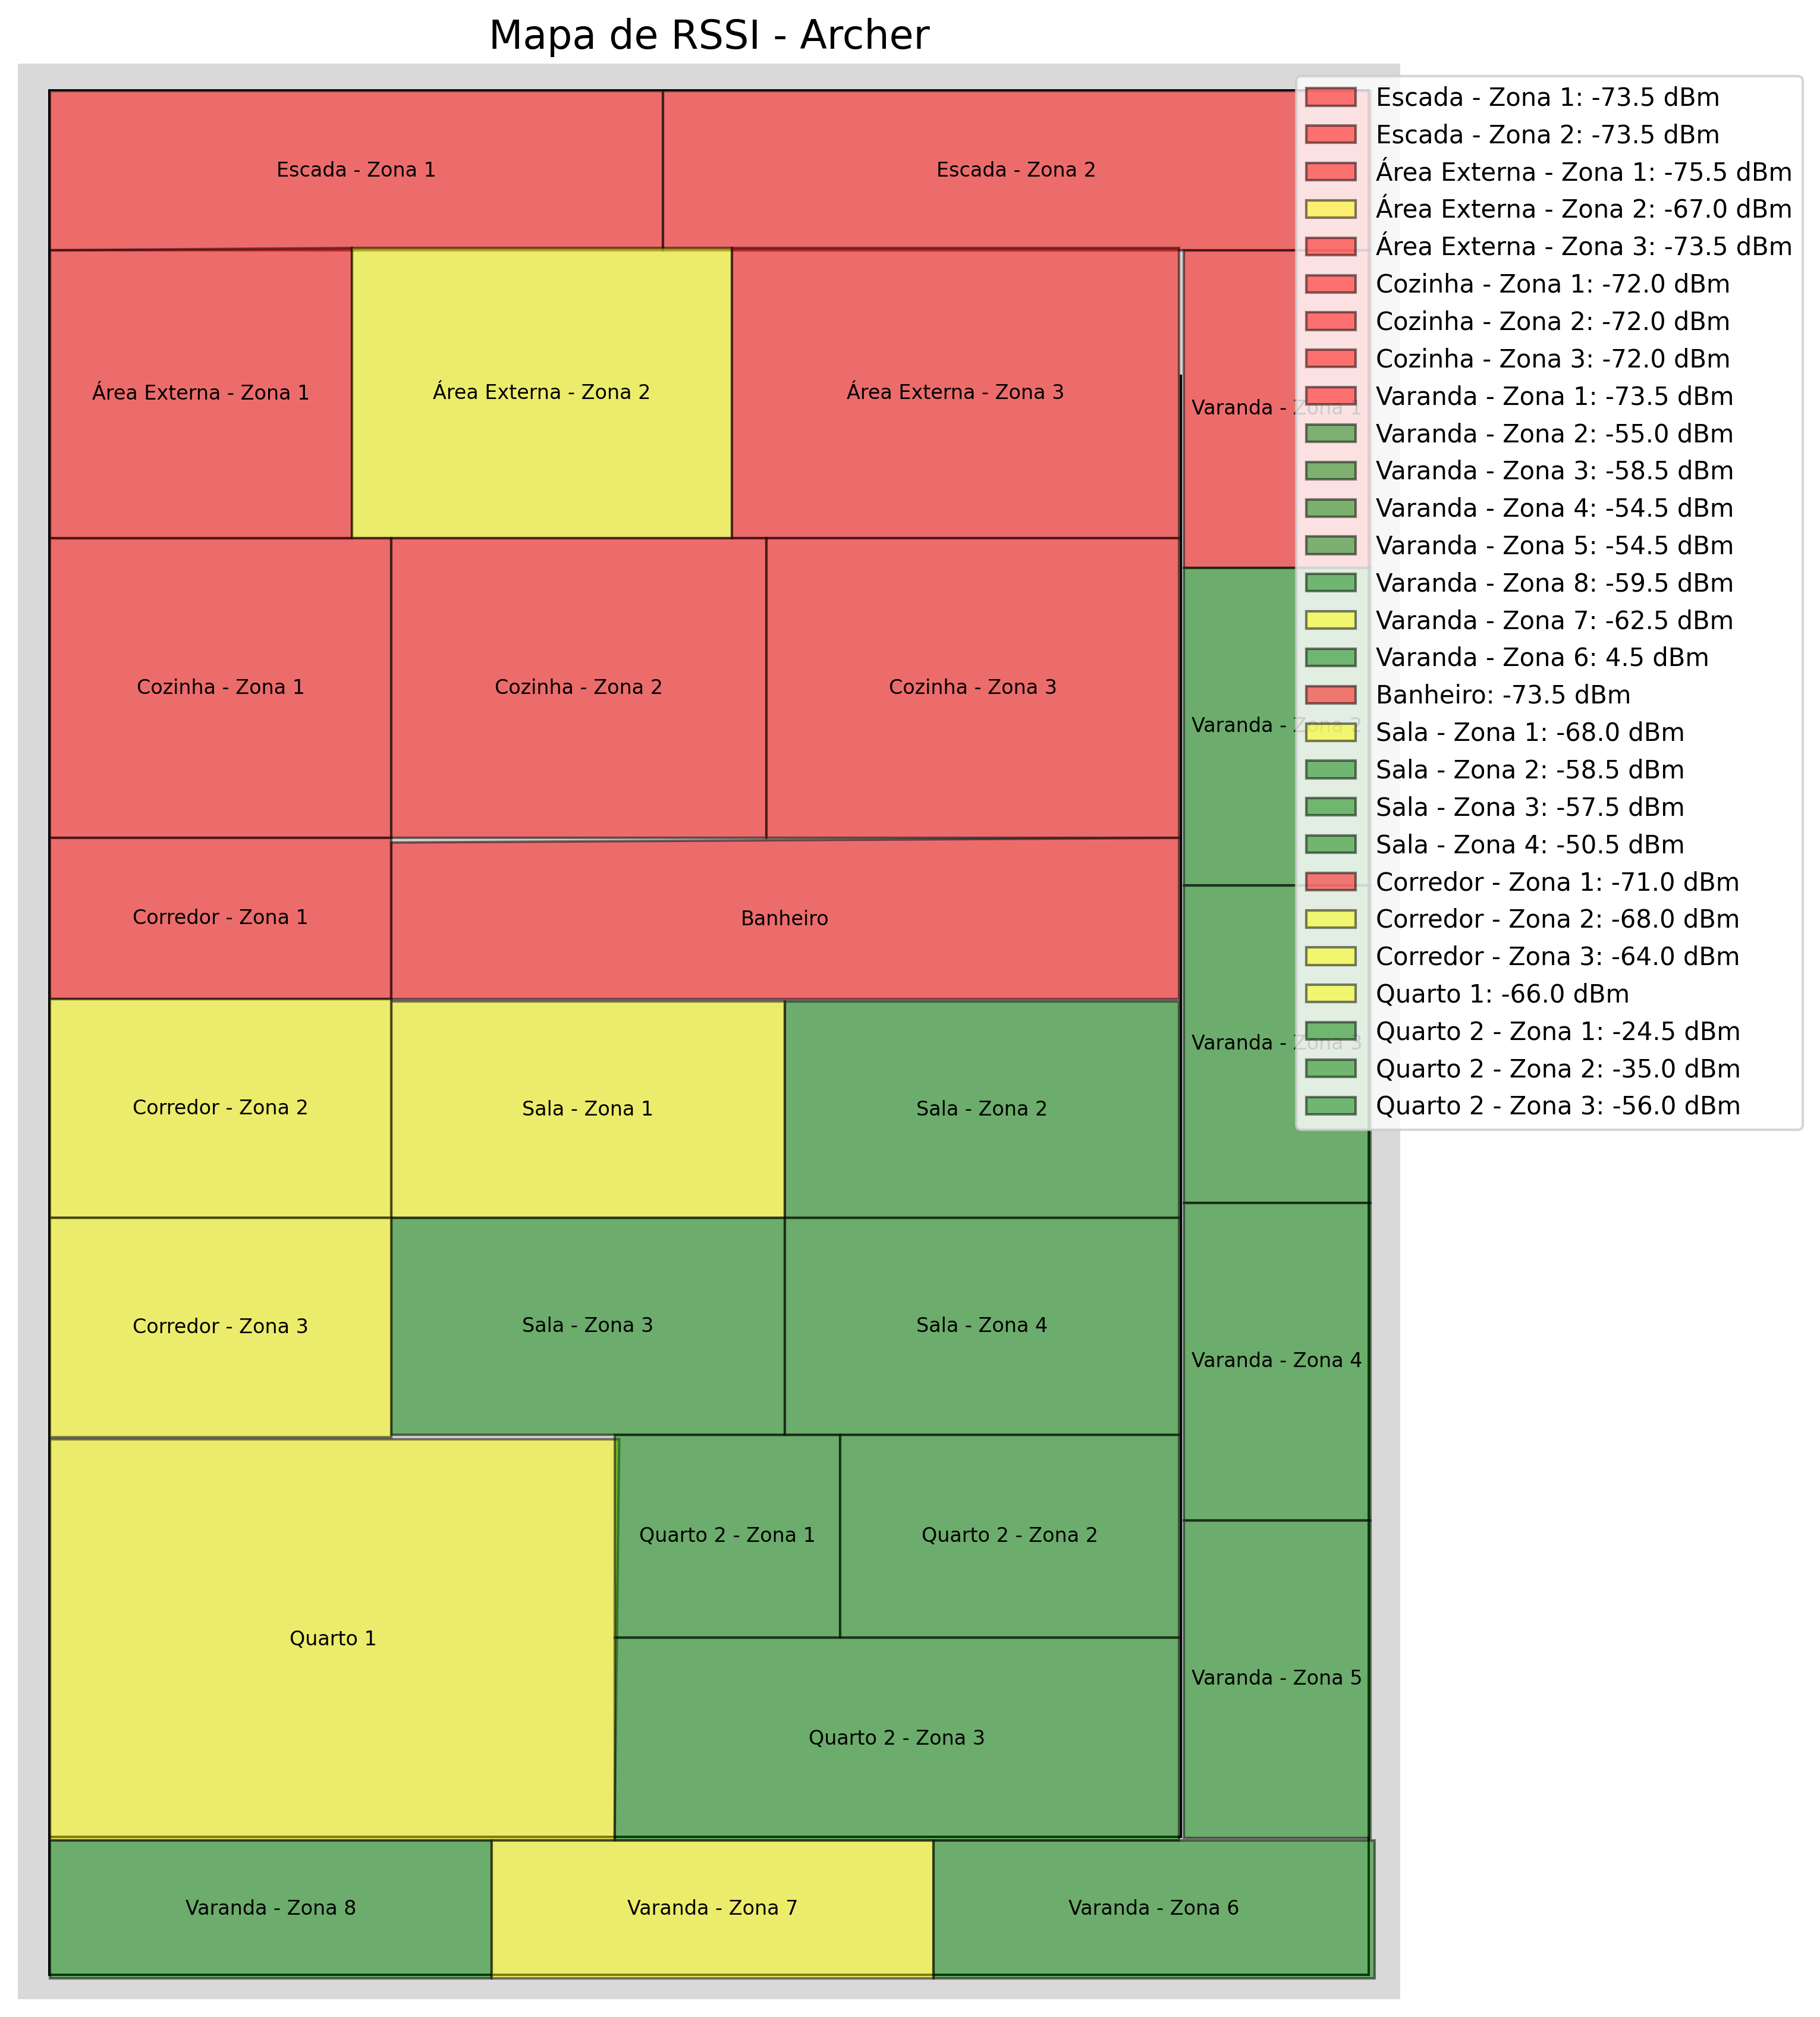 Mapa de RSSI - Archer
Escada - Zona 1
Escada - Zona 2
Área Externa - Zona 1
Área Externa - Zona 2
Área Externa - Zona 3
Varanda - Zona 1
Cozinha - Zona 1
Cozinha - Zona 2
Cozinha - Zona 3
Varanda - Zona 2
Corredor - Zona 1
Banheiro
Varanda - Zona 3
Corredor - Zona 2
Sala - Zona 1
Sala - Zona 2
Corredor - Zona 3
Sala - Zona 3
Sala - Zona 4
Varanda - Zona 4
Quarto 2 - Zona 1
Quarto 2 - Zona 2
Quarto 1
Varanda - Zona 5
Quarto 2 - Zona 3
Varanda - Zona 8
Varanda - Zona 7
Varanda - Zona 6
Escada - Zona 1: -73.5 dBm
Escada - Zona 2: -73.5 dBm
Área Externa - Zona 1: -75.5 dBm
Área Externa - Zona 2: -67.0 dBm
Área Externa - Zona 3: -73.5 dBm
Cozinha - Zona 1: -72.0 dBm
Cozinha - Zona 2: -72.0 dBm
Cozinha - Zona 3: -72.0 dBm
Varanda - Zona 1: -73.5 dBm
Varanda - Zona 2: -55.0 dBm
Varanda - Zona 3: -58.5 dBm
Varanda - Zona 4: -54.5 dBm
Varanda - Zona 5: -54.5 dBm
Varanda - Zona 8: -59.5 dBm
Varanda - Zona 7: -62.5 dBm
Varanda - Zona 6: 4.5 dBm
Banheiro: -73.5 dBm
Sala - Zona 1: -68.0 dBm
Sala - Zona 2: -58.5 dBm
Sala - Zona 3: -57.5 dBm
Sala - Zona 4: -50.5 dBm
Corredor - Zona 1: -71.0 dBm
Corredor - Zona 2: -68.0 dBm
Corredor - Zona 3: -64.0 dBm
Quarto 1: -66.0 dBm
Quarto 2 - Zona 1: -24.5 dBm
Quarto 2 - Zona 2: -35.0 dBm
Quarto 2 - Zona 3: -56.0 dBm